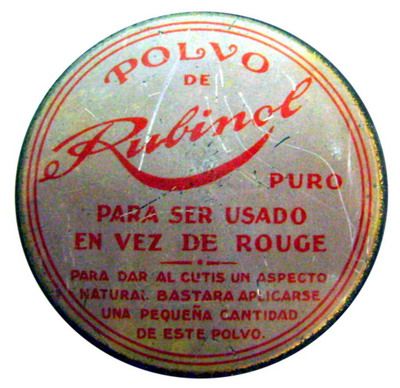 POLVO
DE
Rubinol
PURO
PARA SER USADO
EN VEZ DE ROUGE
PARA DAR AL CUTIS UN ASPECTO
NATURAL BASTARA APLICARSE
UNA PEQUEÑA CANTIDAD
DE ESTE POLVO.